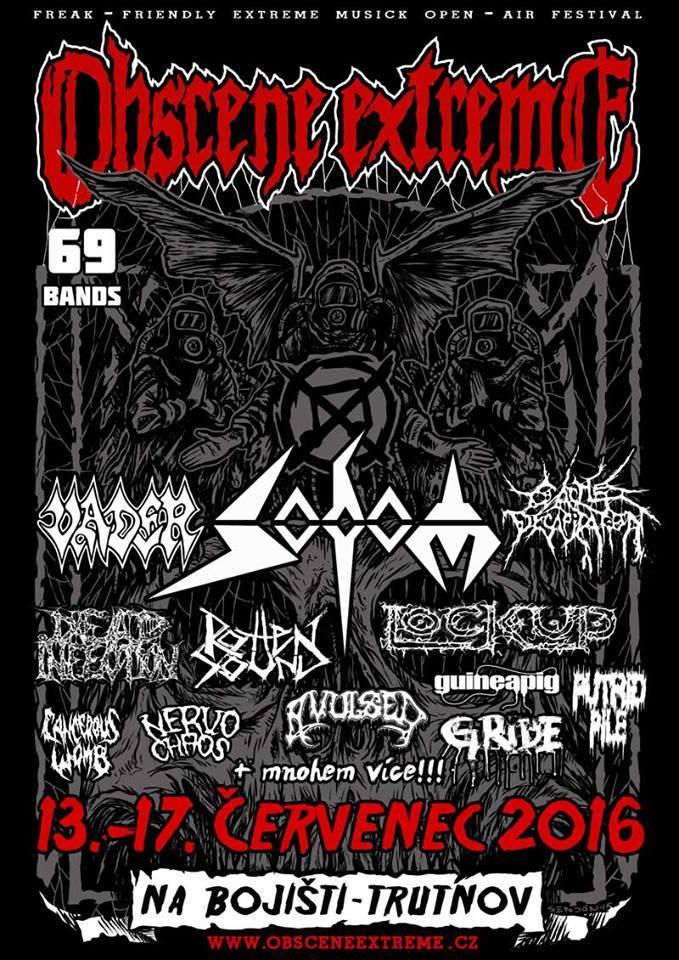 FREAK - FRIENDLY EXTREME MUSICK OPEN - AIR FESTIVAL
Obscene extreme
69
BANDS
VADER
SODOM
CATTLE
DECAPITATION
DEAD
INFECTION
ROTTEN
SOUND
LOCK UP
guineapig
PUTRID
PILE
CANCEROUS
WOMB
NERVO
CHAOS
AVULSED
GRIDE
+ mnohem více!!!
13.-17. ČERVENEC 2016
NA BOJIŠTI - TRUTNOV
WWW.OBSCENEEXTREME.CZ